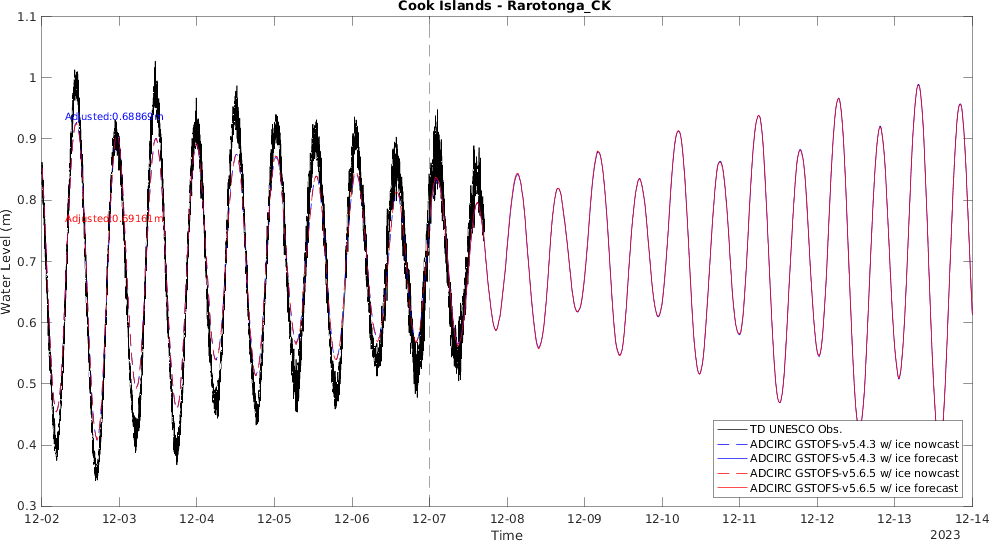 Cook Islands - Rarotonga_CK
Water Level (m)
1.1
1
0.9
0.8
0.7
0.6
0.5
0.4
0.3
Adjusted:0.68869m
Adjusted:0.69161m
TD UNESCO Obs.
ADCIRC GSTOFS-v5.4.3 w/ ice nowcast
ADCIRC GSTOFS-v5.4.3 w/ ice forecast
ADCIRC GSTOFS-v5.6.5 w/ ice nowcast
ADCIRC GSTOFS-v5.6.5 w/ ice forecast
12-02 12-03 12-04 12-05 12-06 12-07 12-08 12-09 12-10 12-11 12-12 12-13 12-14
Time
2023